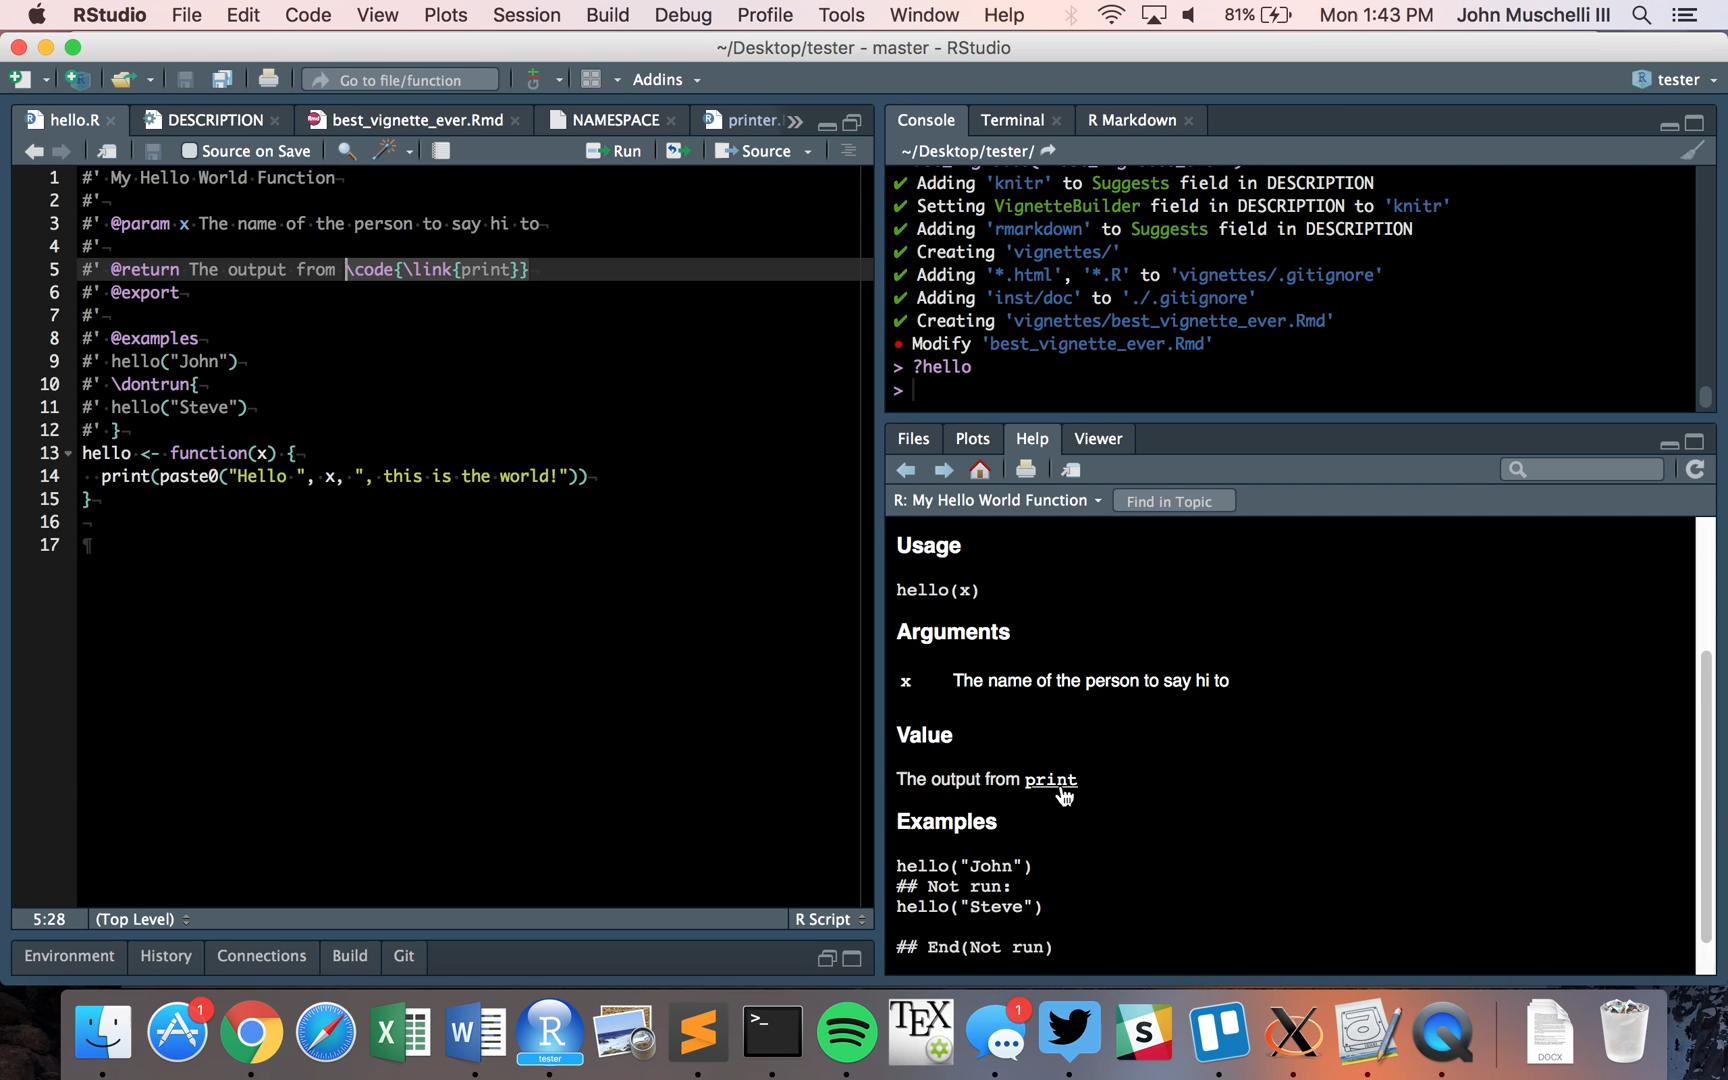 RStudio File Edit Code View Plots Session Build Debug Profile Tools Window Help 81% Mon 1:43 PM John Muschelli III
~/Desktop/tester - master - RStudio
Go to file/function Addins tester
hello.R DESCRIPTION best_vignette_ever.Rmd NAMESPACE printer.
Source on Save Run Source
1 #' My Hello World Function
2 #'
3 #' @param x The name of the person to say hi to
4 #'
5 #' @return The output from \code{\link{print}}
6 #' @export
7 #'
8 #' @examples
9 #' hello("John")
10 #' \dontrun{
11 #' hello("Steve")
12 #' }
13 hello <- function(x) {
14 print(paste0("Hello ", x, ", this is the world!"))
15 }
16
17
5:28 (Top Level) R Script
Environment History Connections Build Git
Console Terminal R Markdown
~/Desktop/tester/
✔ Adding 'knitr' to Suggests field in DESCRIPTION
✔ Setting VignetteBuilder field in DESCRIPTION to 'knitr'
✔ Adding 'rmarkdown' to Suggests field in DESCRIPTION
✔ Creating 'vignettes/'
✔ Adding '*.html', '*.R' to 'vignettes/.gitignore'
✔ Adding 'inst/doc' to './.gitignore'
✔ Creating 'vignettes/best_vignette_ever.Rmd'
● Modify 'best_vignette_ever.Rmd'
> ?hello
>
Files Plots Help Viewer
R: My Hello World Function Find in Topic
Usage
hello(x)
Arguments
x The name of the person to say hi to
Value
The output from print
Examples
hello("John")
## Not run:
hello("Steve")
## End(Not run)
1 X W R tester >_ TEX 1 S X DOCX